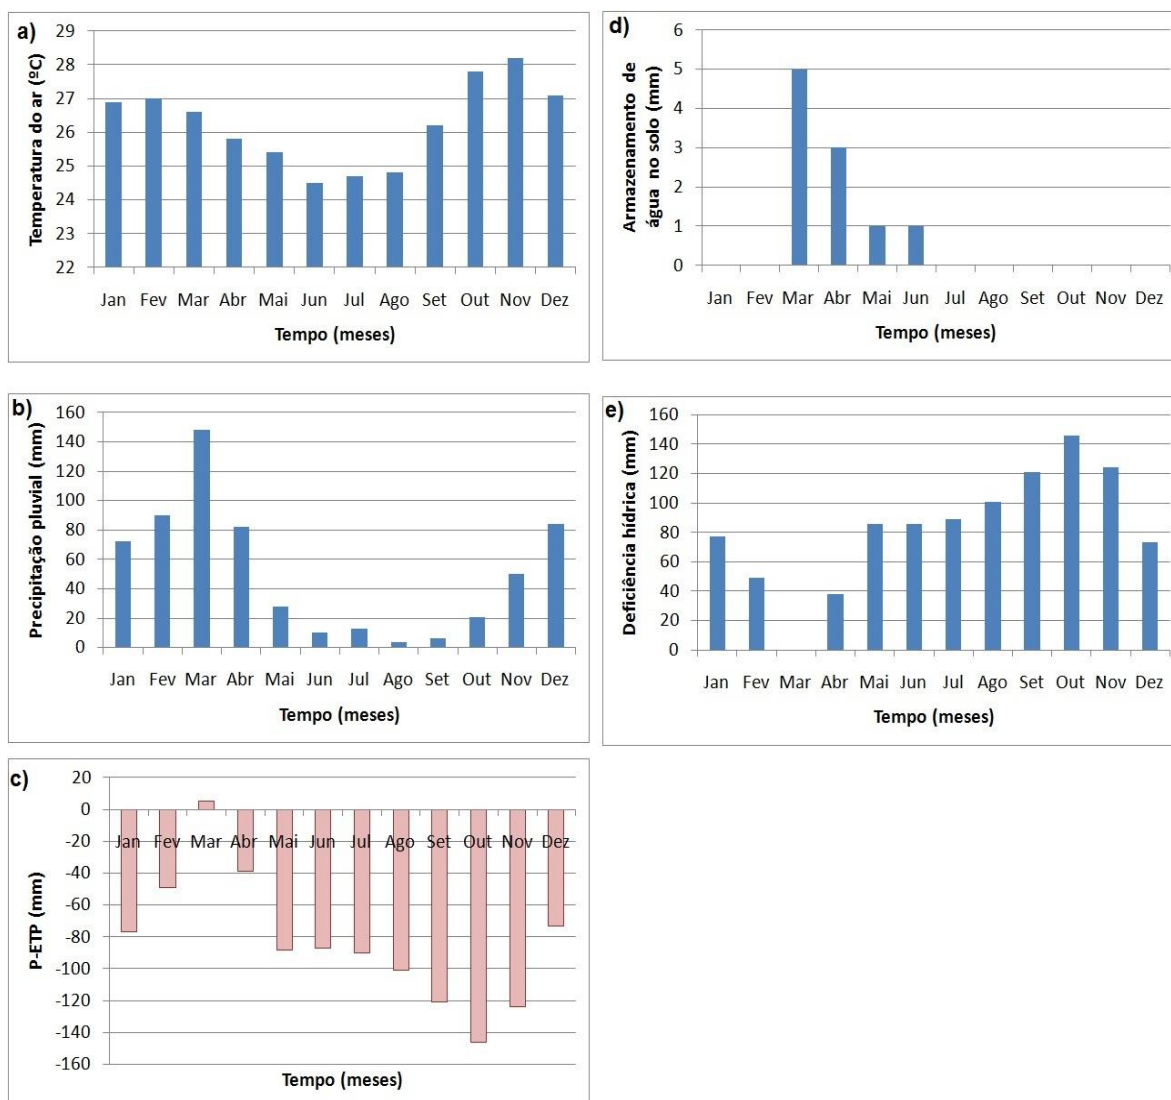 a)
Temperatura do ar (ºC)
29
28
27
26
25
24
23
22
Jan Fev Mar Abr Mai Jun Jul Ago Set Out Nov Dez
Tempo (meses)
d)
Armazenamento de
água no solo (mm)
6
5
4
3
2
1
0
Jan Fev Mar Abr Mai Jun Jul Ago Set Out Nov Dez
Tempo (meses)
b)
Precipitação pluvial (mm)
160
140
120
100
80
60
40
20
0
Jan Fev Mar Abr Mai Jun Jul Ago Set Out Nov Dez
Tempo (meses)
e)
Deficiência hídrica (mm)
160
140
120
100
80
60
40
20
0
Jan Fev Mar Abr Mai Jun Jul Ago Set Out Nov Dez
Tempo (meses)
c)
P-ETP (mm)
20
0
-20
-40
-60
-80
-100
-120
-140
-160
Jan Fev Mar Abr Mai Jun Jul Ago Set Out Nov Dez
Tempo (meses)